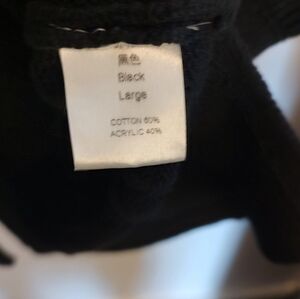 黑色
Black
Large
COTTON 60%
ACRYLIC 40%